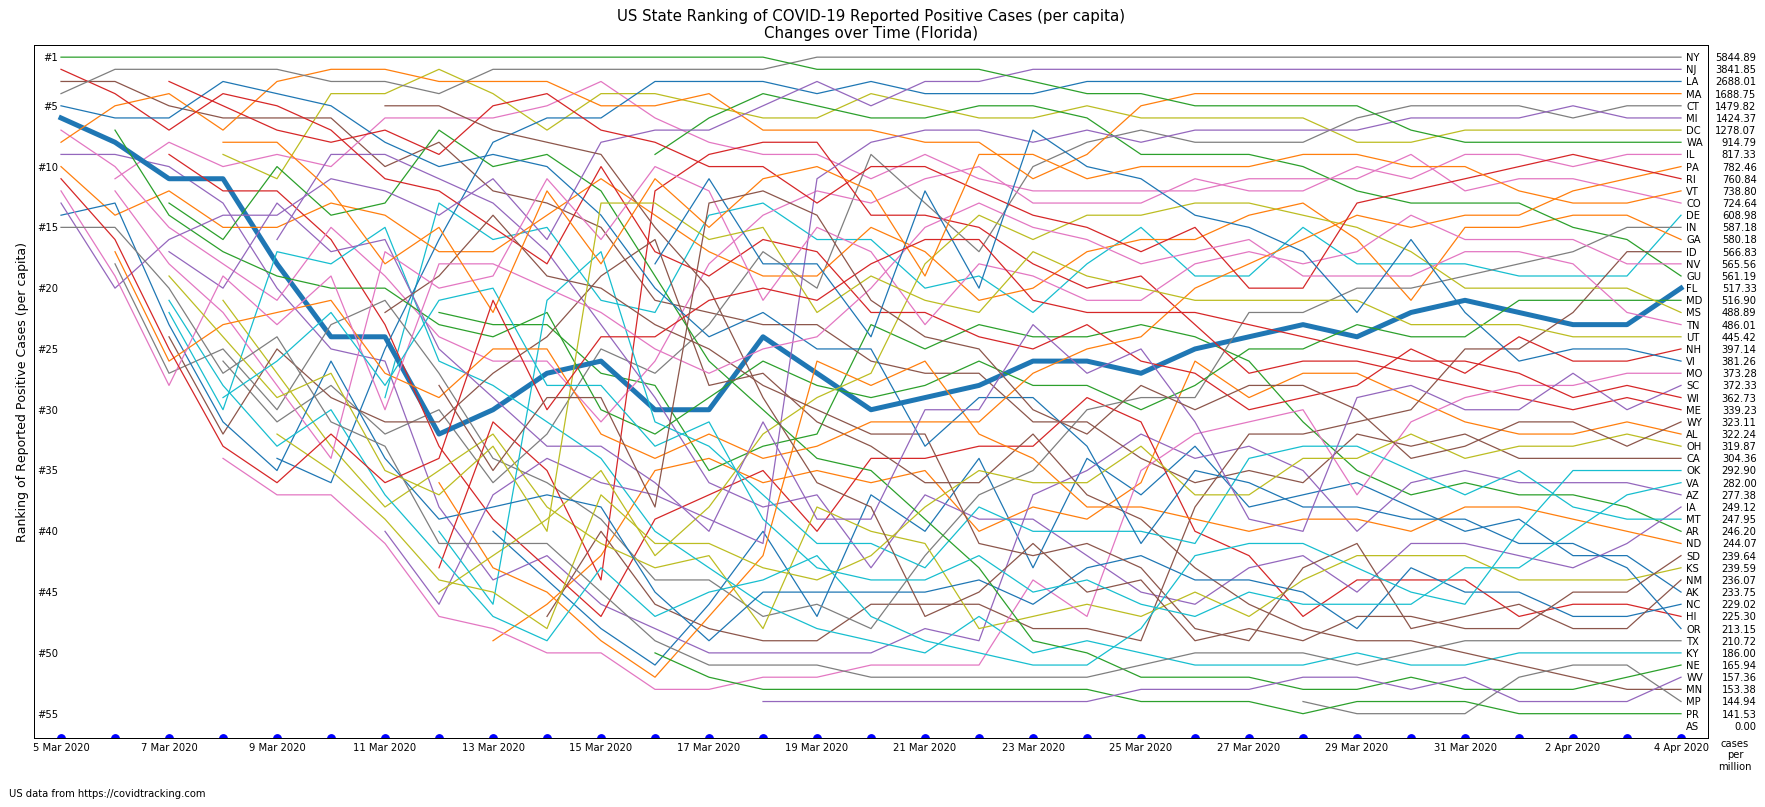 US State Ranking of COVID-19 Reported Positive Cases (per capita)
Changes over Time (Florida)
Ranking of Reported Positive Cases (per capita)
#1
#5
#10
#15
#20
#25
#30
#35
#40
#45
#50
#55
NY 5844.89
NJ 3841.85
LA 2688.01
MA 1688.75
CT 1479.82
MI 1424.37
DC 1278.07
WA 914.79
IL 817.33
PA 782.46
RI 760.84
VT 738.80
CO 724.64
DE 608.98
IN 587.18
GA 580.18
ID 566.83
NV 565.56
GU 561.19
FL 517.33
MD 516.90
MS 488.89
TN 486.01
UT 445.42
NH 397.14
VI 381.26
MO 373.28
SC 372.33
WI 362.73
ME 339.23
WY 323.11
AL 322.24
OH 319.87
CA 304.36
OK 292.90
VA 282.00
AZ 277.38
IA 249.12
MT 247.95
AR 246.20
ND 244.07
SD 239.64
KS 239.59
NM 236.07
AK 233.75
NC 229.02
HI 225.30
OR 213.15
TX 210.72
KY 186.00
NE 165.94
WV 157.36
MN 153.38
MP 144.94
PR 141.53
AS 0.00
5 Mar 2020 7 Mar 2020 9 Mar 2020 11 Mar 2020 13 Mar 2020 15 Mar 2020 17 Mar 2020 19 Mar 2020 21 Mar 2020 23 Mar 2020 25 Mar 2020 27 Mar 2020 29 Mar 2020 31 Mar 2020 2 Apr 2020 4 Apr 2020
cases
per
million
US data from https://covidtracking.com